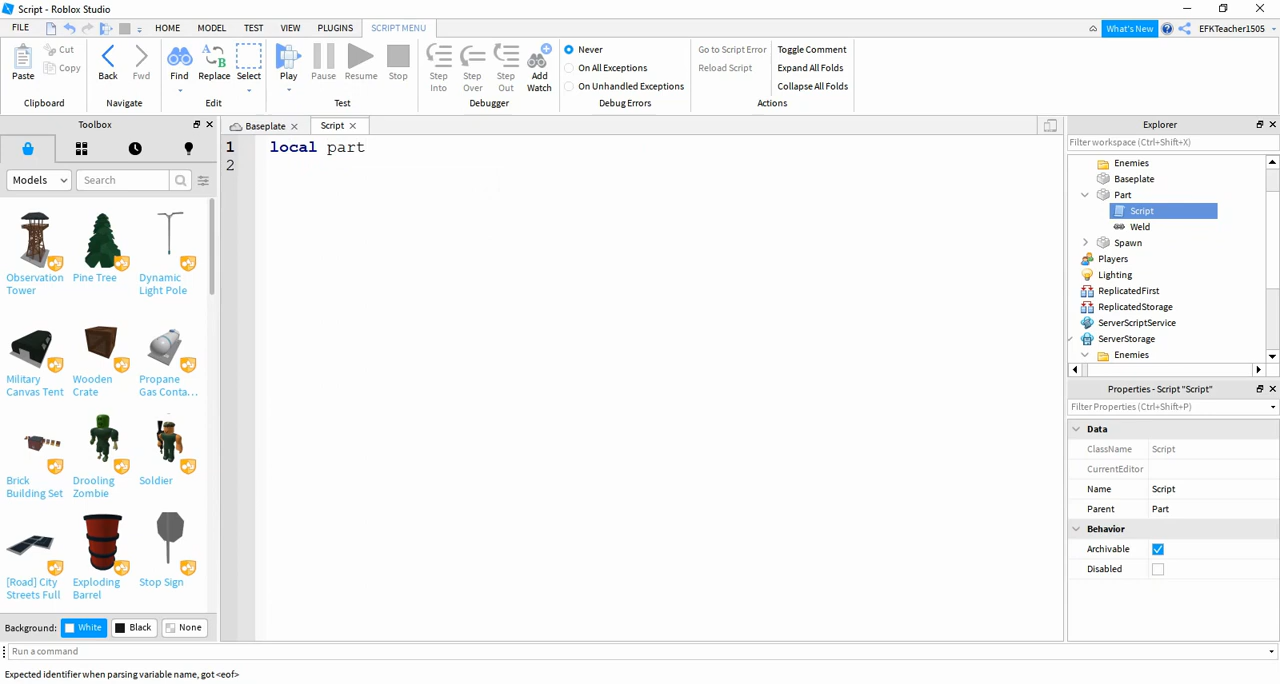 Script - Roblox Studio
FILE HOME MODEL TEST VIEW PLUGINS SCRIPT MENU What's New EFKTeacher1505
Paste Cut Copy Back Fwd Find Replace Select Play Pause Resume Stop Step Into Step Over Step Out Add Watch
Never
On All Exceptions
On Unhandled Exceptions
Go to Script Error
Reload Script
Toggle Comment
Expand All Folds
Collapse All Folds
Clipboard Navigate Edit Test Debugger Debug Errors Actions
Toolbox
Models Search
Observation Tower
Pine Tree
Dynamic Light Pole
Military Canvas Tent
Wooden Crate
Propane Gas Conta...
Brick Building Set
Drooling Zombie
Soldier
[Road] City Streets Full
Exploding Barrel
Stop Sign
Background: White Black None
Baseplate Script
1 local part
2
Explorer
Filter workspace (Ctrl+Shift+X)
Enemies
Baseplate
Part
Script
Weld
Spawn
Players
Lighting
ReplicatedFirst
ReplicatedStorage
ServerScriptService
ServerStorage
Enemies
Properties - Script "Script"
Filter Properties (Ctrl+Shift+P)
Data
ClassName Script
CurrentEditor
Name Script
Parent Part
Behavior
Archivable
Disabled
Run a command
Expected identifier when parsing variable name, got <eof>